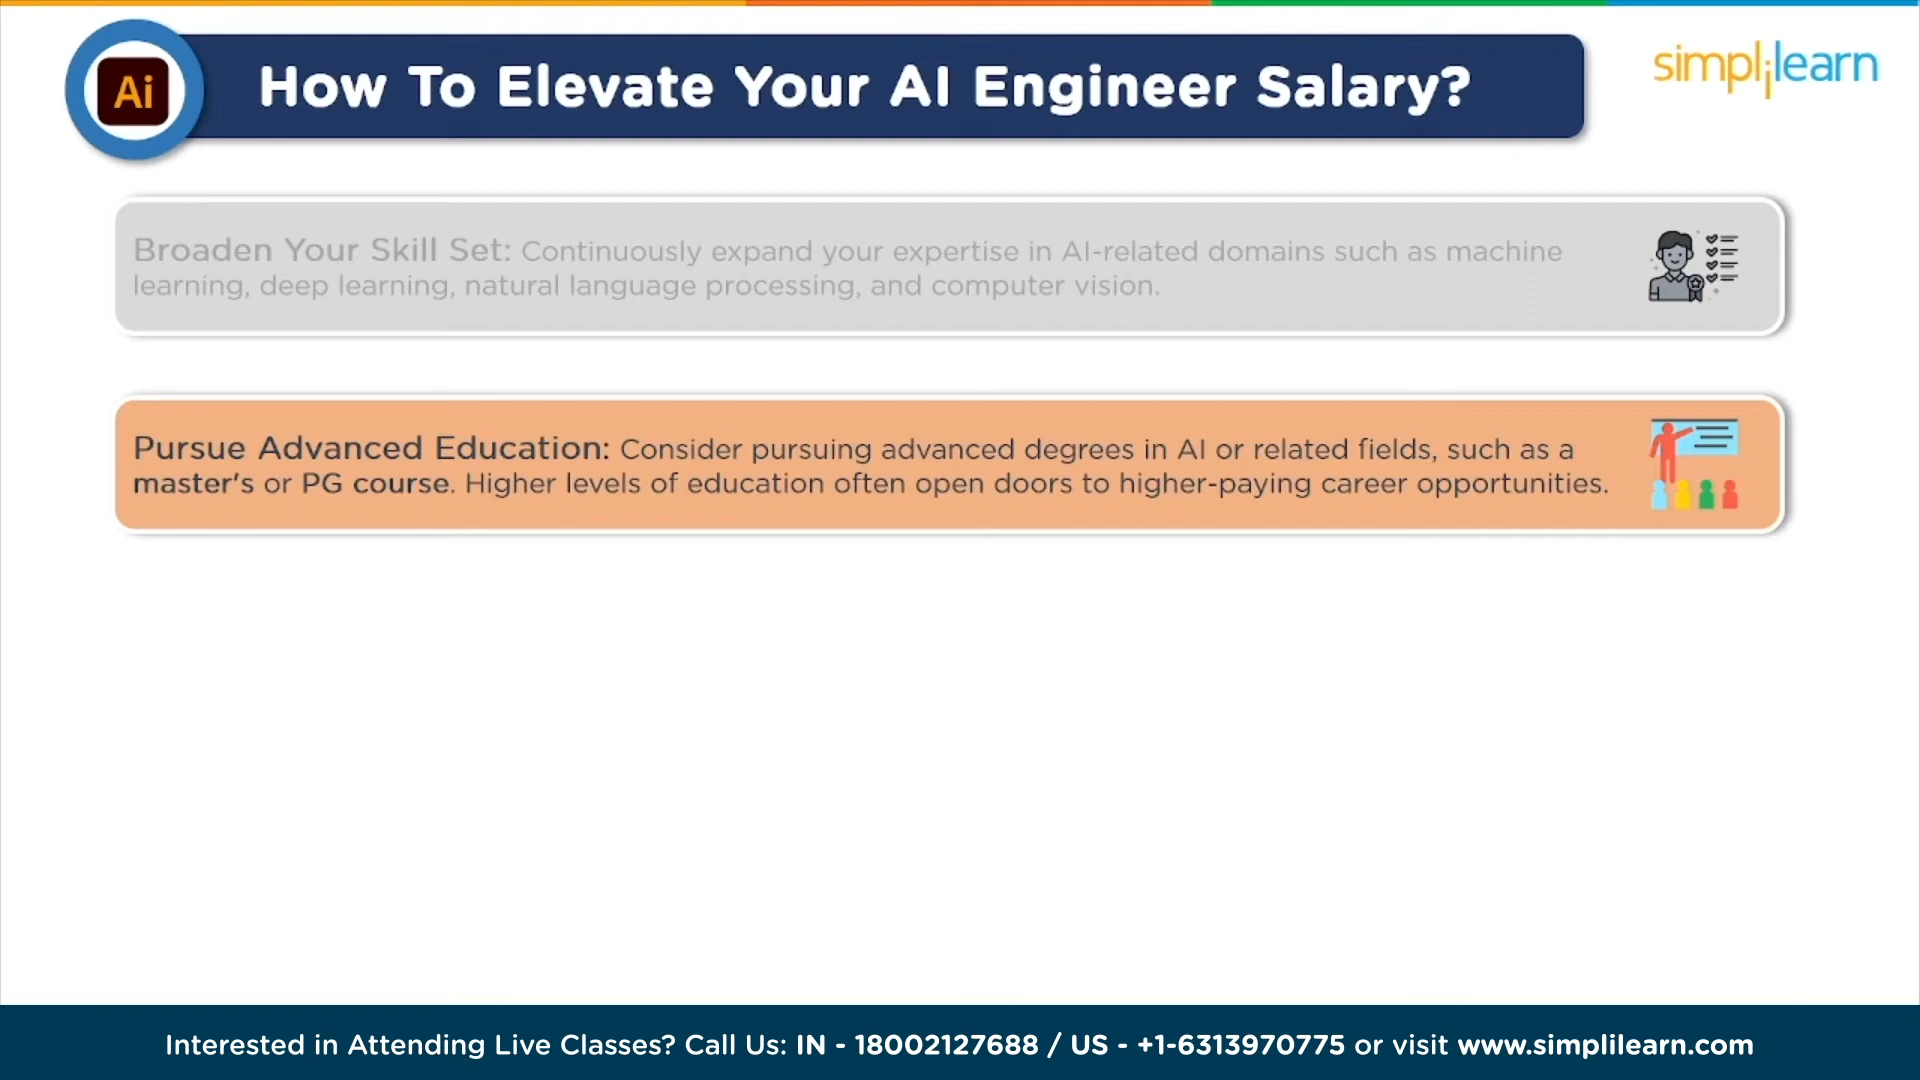 Ai
How To Elevate Your AI Engineer Salary?
simplilearn
Broaden Your Skill Set: Continuously expand your expertise in AI-related domains such as machine
learning, deep learning, natural language processing, and computer vision.
Pursue Advanced Education: Consider pursuing advanced degrees in AI or related fields, such as a
master's or PG course. Higher levels of education often open doors to higher-paying career opportunities.
Interested in Attending Live Classes? Call Us: IN - 18002127688 / US - +1-6313970775 or visit www.simplilearn.com